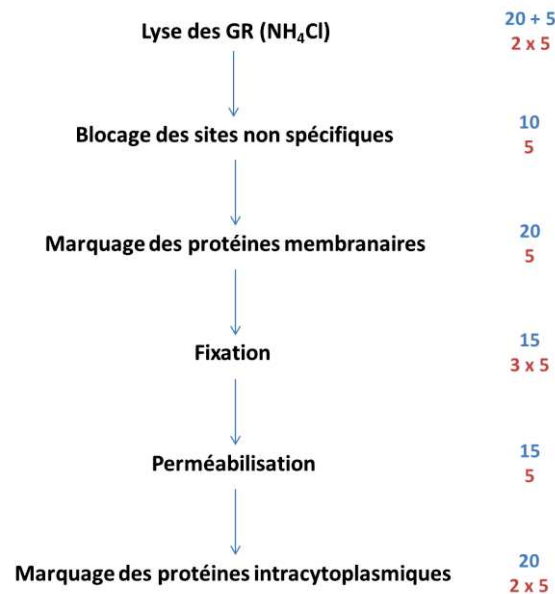 Lyse des GR (NH₄Cl)
20 + 5
2 x 5
Blocage des sites non spécifiques
10
5
Marquage des protéines membranaires
20
5
Fixation
15
3 x 5
Perméabilisation
15
5
Marquage des protéines intracytoplasmiques
20
2 x 5